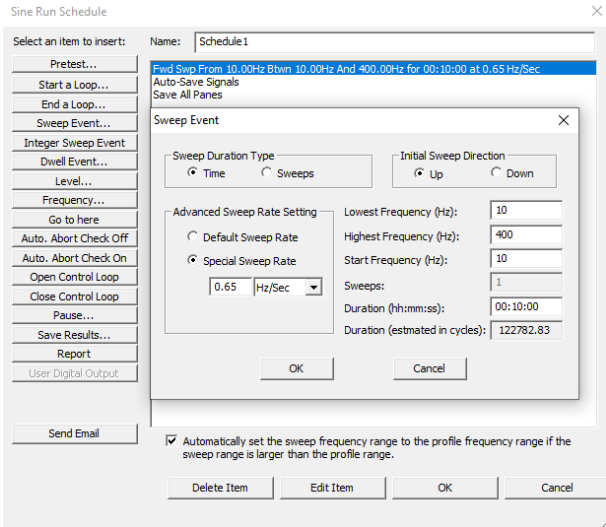 Sine Run Schedule
Select an item to insert:
Name: Schedule1
Pretest...
Start a Loop...
End a Loop...
Sweep Event...
Integer Sweep Event
Dwell Event...
Level...
Frequency...
Go to here
Auto. Abort Check Off
Auto. Abort Check On
Open Control Loop
Close Control Loop
Pause...
Save Results...
Report
User Digital Output
Send Email
Fwd Swp From 10.00Hz Btwn 10.00Hz And 400.00Hz for 00:10:00 at 0.65 Hz/Sec
Auto-Save Signals
Save All Panes
Sweep Event
Sweep Duration Type
Time Sweeps
Initial Sweep Direction
Up Down
Advanced Sweep Rate Setting
Default Sweep Rate
Special Sweep Rate
0.65 Hz/Sec
Lowest Frequency (Hz): 10
Highest Frequency (Hz): 400
Start Frequency (Hz): 10
Sweeps: 1
Duration (hh:mm:ss): 00:10:00
Duration (estmated in cycles): 122782.83
OK Cancel
Automatically set the sweep frequency range to the profile frequency range if the
sweep range is larger than the profile range.
Delete Item Edit Item OK Cancel